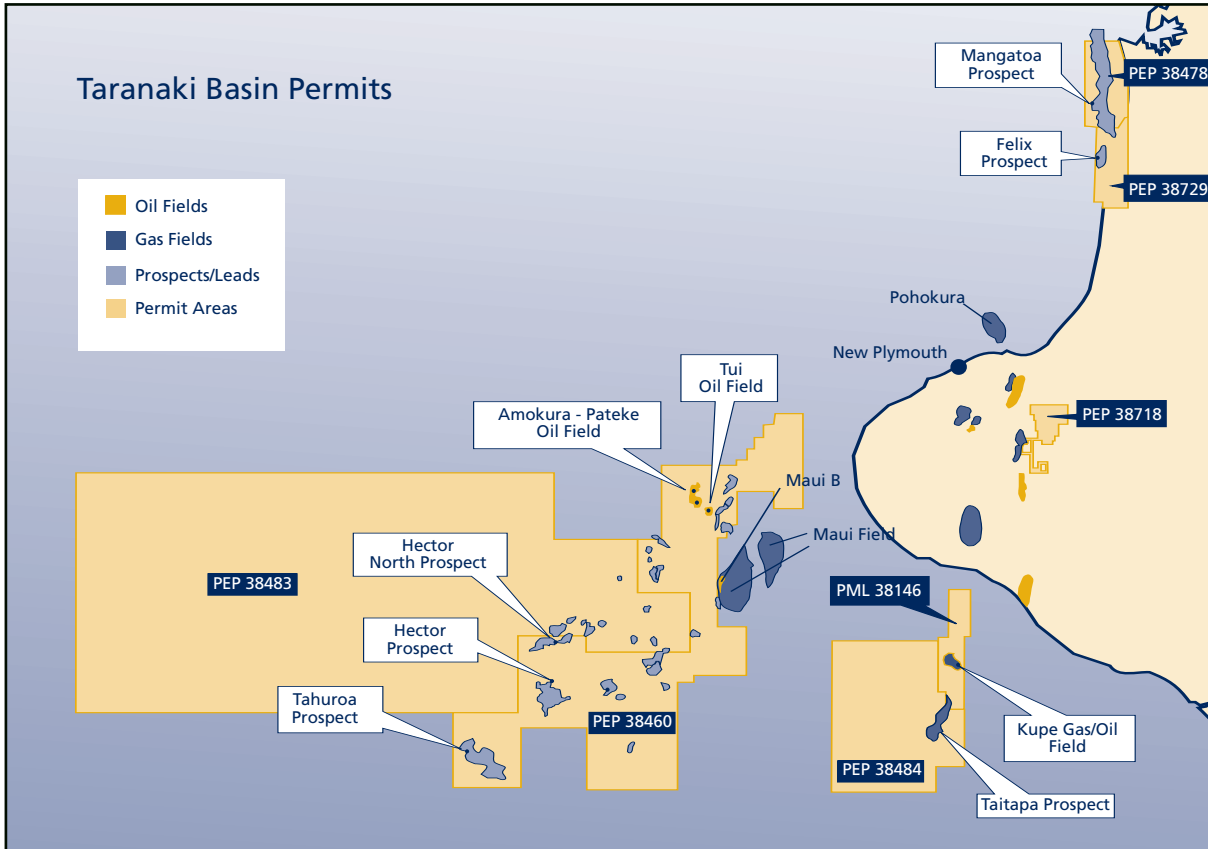 Taranaki Basin Permits
Oil Fields
Gas Fields
Prospects/Leads
Permit Areas
Mangatoa
Prospect
PEP 38478
Felix
Prospect
PEP 38729
Pohokura
New Plymouth
Tui
Oil Field
Amokura - Pateke
Oil Field
PEP 38718
Maui B
Maui Field
Hector
North Prospect
PEP 38483
PML 38146
Hector
Prospect
Tahuroa
Prospect
PEP 38460
Kupe Gas/Oil
Field
PEP 38484
Taitapa Prospect